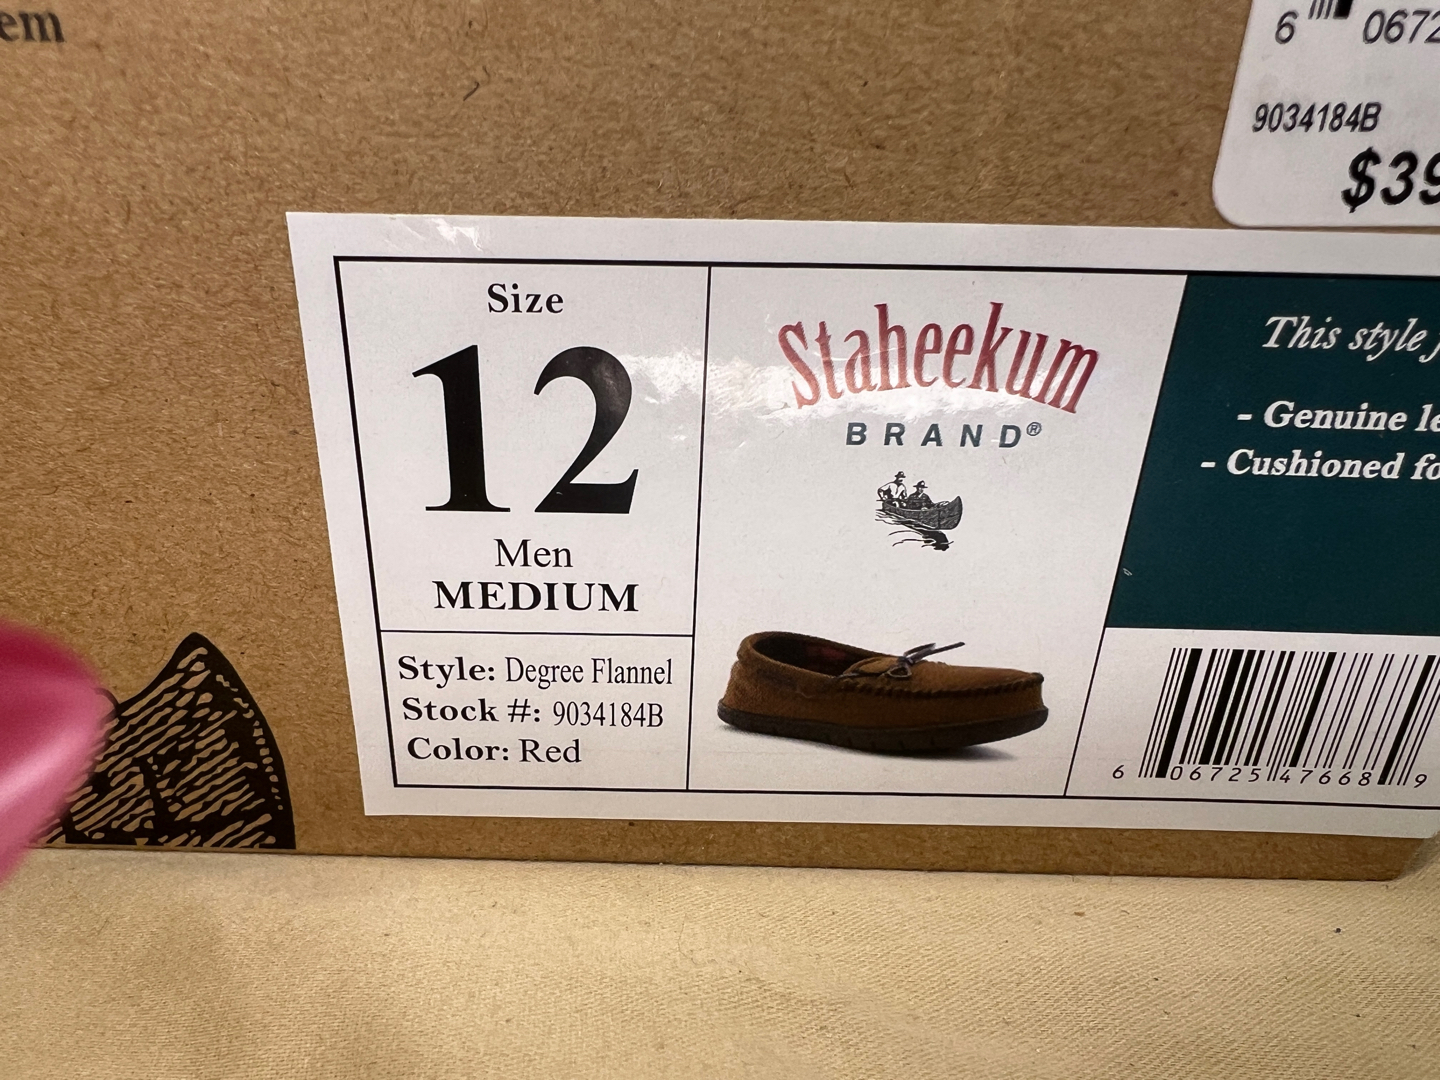 em
6 0672
9034184B
$39
Size
12
Men
MEDIUM
Style: Degree Flannel
Stock #: 9034184B
Color: Red
Staheekum
BRAND®
This style
- Genuine le
- Cushioned fo
6 06725 47668 9